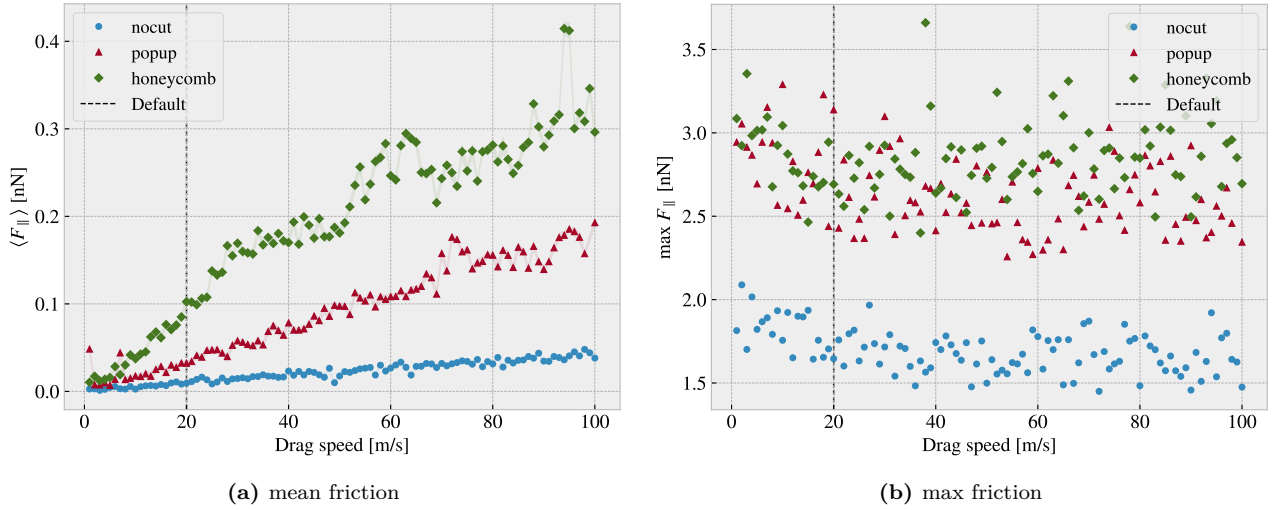 0.4
0.3
0.2
0.1
0.0
⟨F∥⟩ [nN]
nocut
popup
honeycomb
Default
0 20 40 60 80 100
Drag speed [m/s]
(a) mean friction
3.5
3.0
2.5
2.0
1.5
max F∥ [nN]
nocut
popup
honeycomb
Default
0 20 40 60 80 100
Drag speed [m/s]
(b) max friction